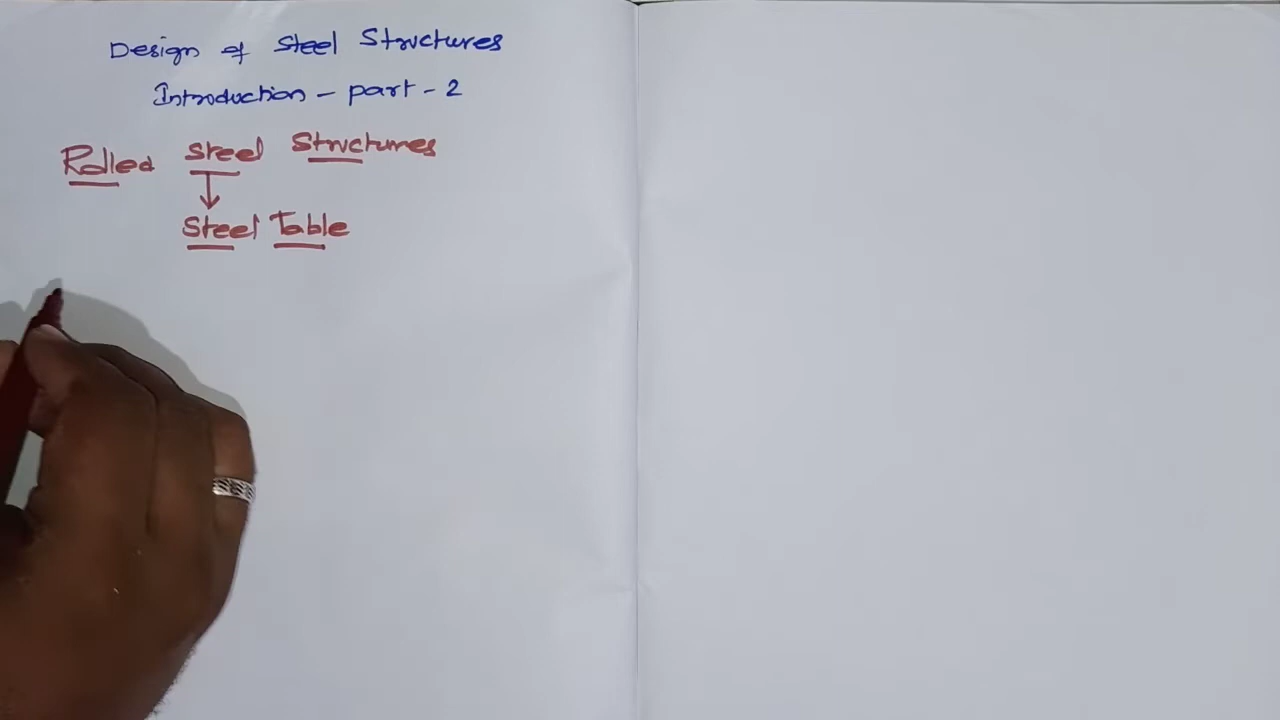 Design of Steel Structures
Introduction - part - 2
Rolled Steel Structures
Steel Table